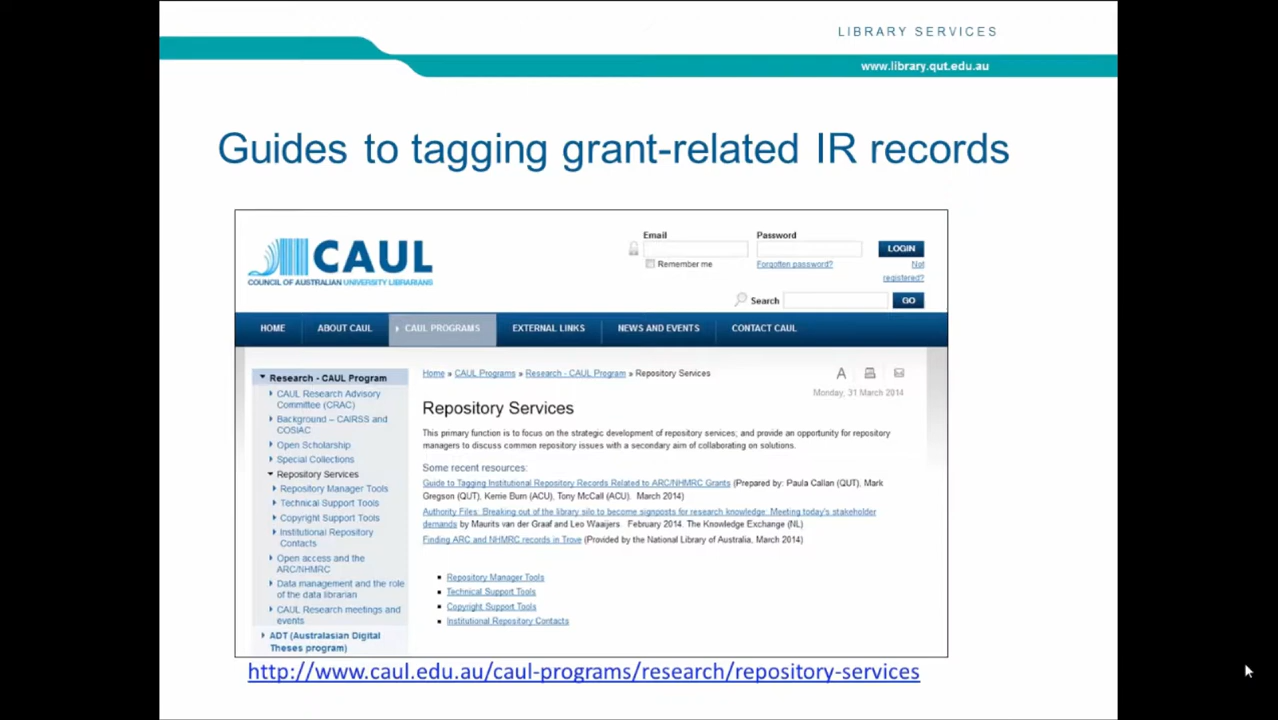 LIBRARY SERVICES
www.library.qut.edu.au
Guides to tagging grant-related IR records
CAUL
COUNCIL OF AUSTRALIAN UNIVERSITY LIBRARIANS
Email
Password
LOGIN
Remember me
Forgotten password?
Not
registered?
Search
GO
HOME
ABOUT CAUL
CAUL PROGRAMS
EXTERNAL LINKS
NEWS AND EVENTS
CONTACT CAUL
Research - CAUL Program
CAUL Research Advisory
Committee (CRAC)
Background – CAIRSS and
COSIAC
Open Scholarship
Special Collections
Repository Services
Repository Manager Tools
Technical Support Tools
Copyright Support Tools
Institutional Repository
Contacts
Open access and the
ARC/NHMRC
Data management and the role
of the data librarian
CAUL Research meetings and
events
ADT (Australasian Digital
Theses program)
Home » CAUL Programs » Research - CAUL Program » Repository Services
A
Monday, 31 March 2014
Repository Services
This primary function is to focus on the strategic development of repository services; and provide an opportunity for repository
managers to discuss common repository issues with a secondary aim of collaborating on solutions.
Some recent resources:
Guide to Tagging Institutional Repository Records Related to ARC/NHMRC Grants (Prepared by: Paula Callan (QUT), Mark
Gregson (QUT), Kerrie Burn (ACU), Tony McCall (ACU). March 2014)
Authority Files: Breaking out of the library silo to become signposts for research knowledge: Meeting today's stakeholder
demands by Maurits van der Graaf and Leo Waaijers. February 2014. The Knowledge Exchange (NL)
Finding ARC and NHMRC records in Trove (Provided by the National Library of Australia, March 2014)
Repository Manager Tools
Technical Support Tools
Copyright Support Tools
Institutional Repository Contacts
http://www.caul.edu.au/caul-programs/research/repository-services